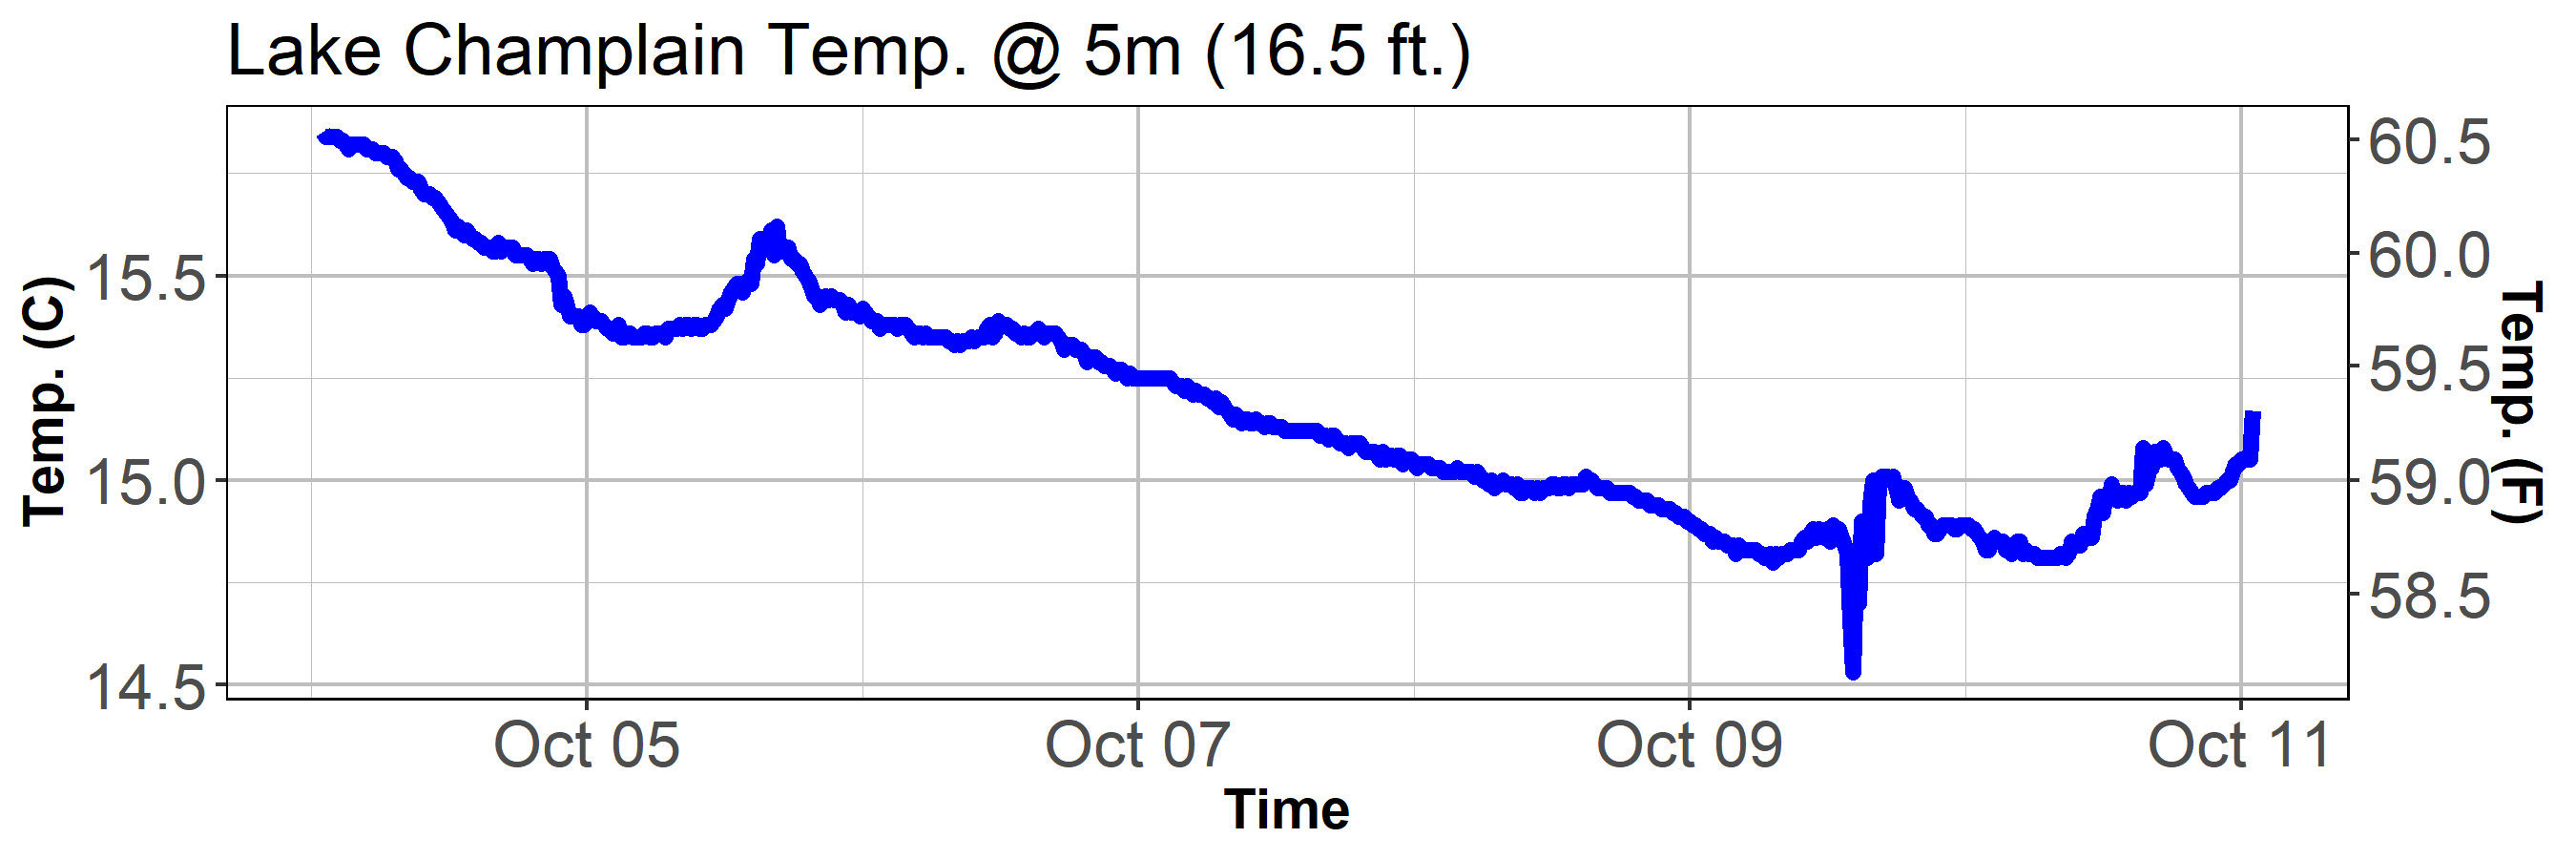 Lake Champlain Temp. @ 5m (16.5 ft.)
Temp. (C)
15.5
15.0
14.5
60.5
60.0
59.5
59.0
58.5
Temp. (F)
Oct 05
Oct 07
Oct 09
Oct 11
Time